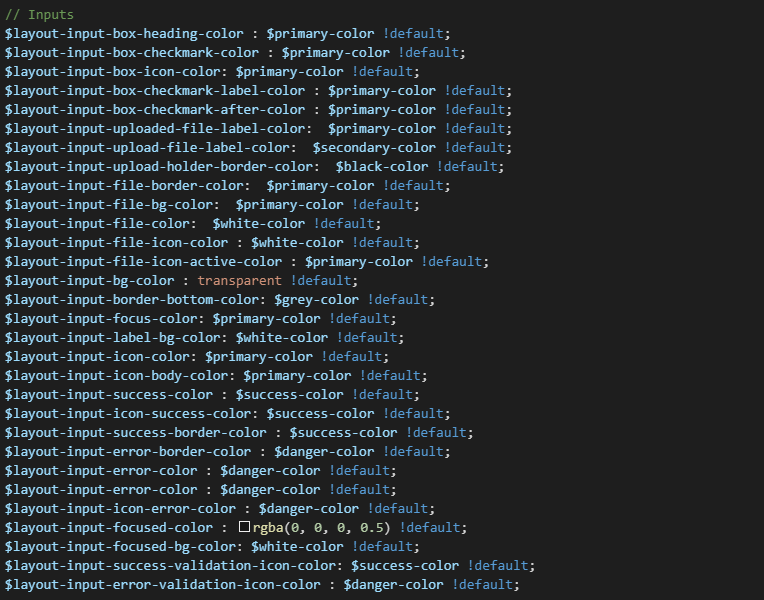 // Inputs
$layout-input-box-heading-color : $primary-color !default;
$layout-input-box-checkmark-color : $primary-color !default;
$layout-input-box-icon-color: $primary-color !default;
$layout-input-box-checkmark-label-color : $primary-color !default;
$layout-input-box-checkmark-after-color : $primary-color !default;
$layout-input-uploaded-file-label-color:  $primary-color !default;
$layout-input-upload-file-label-color:  $secondary-color !default;
$layout-input-upload-holder-border-color:  $black-color !default;
$layout-input-file-border-color:  $primary-color !default;
$layout-input-file-bg-color:  $primary-color !default;
$layout-input-file-color:  $white-color !default;
$layout-input-file-icon-color : $white-color !default;
$layout-input-file-icon-active-color : $primary-color !default;
$layout-input-bg-color : transparent !default;
$layout-input-border-bottom-color: $grey-color !default;
$layout-input-focus-color: $primary-color !default;
$layout-input-label-bg-color: $white-color !default;
$layout-input-icon-color: $primary-color !default;
$layout-input-icon-body-color: $primary-color !default;
$layout-input-success-color : $success-color !default;
$layout-input-icon-success-color: $success-color !default;
$layout-input-success-border-color : $success-color !default;
$layout-input-error-border-color : $danger-color !default;
$layout-input-error-color : $danger-color !default;
$layout-input-error-color : $danger-color !default;
$layout-input-icon-error-color : $danger-color !default;
$layout-input-focused-color : rgba(0, 0, 0, 0.5) !default;
$layout-input-focused-bg-color: $white-color !default;
$layout-input-success-validation-icon-color: $success-color !default;
$layout-input-error-validation-icon-color : $danger-color !default;